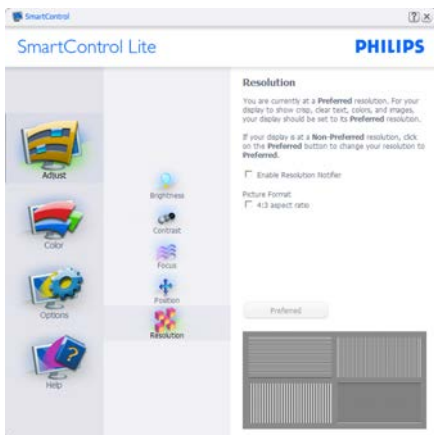 SmartControl
SmartControl Lite
PHILIPS
Adjust
Color
Options
Help
Brightness
Contrast
Focus
Position
Resolution
Resolution
You are currently at a Preferred resolution. For your
display to show crisp, clear text, colors, and images,
your display should be set to its Preferred resolution.
If your display is at a Non-Preferred resolution, click
on the Preferred button to change your resolution to
Preferred.
Enable Resolution Notifier
Picture Format
4:3 aspect ratio
Preferred